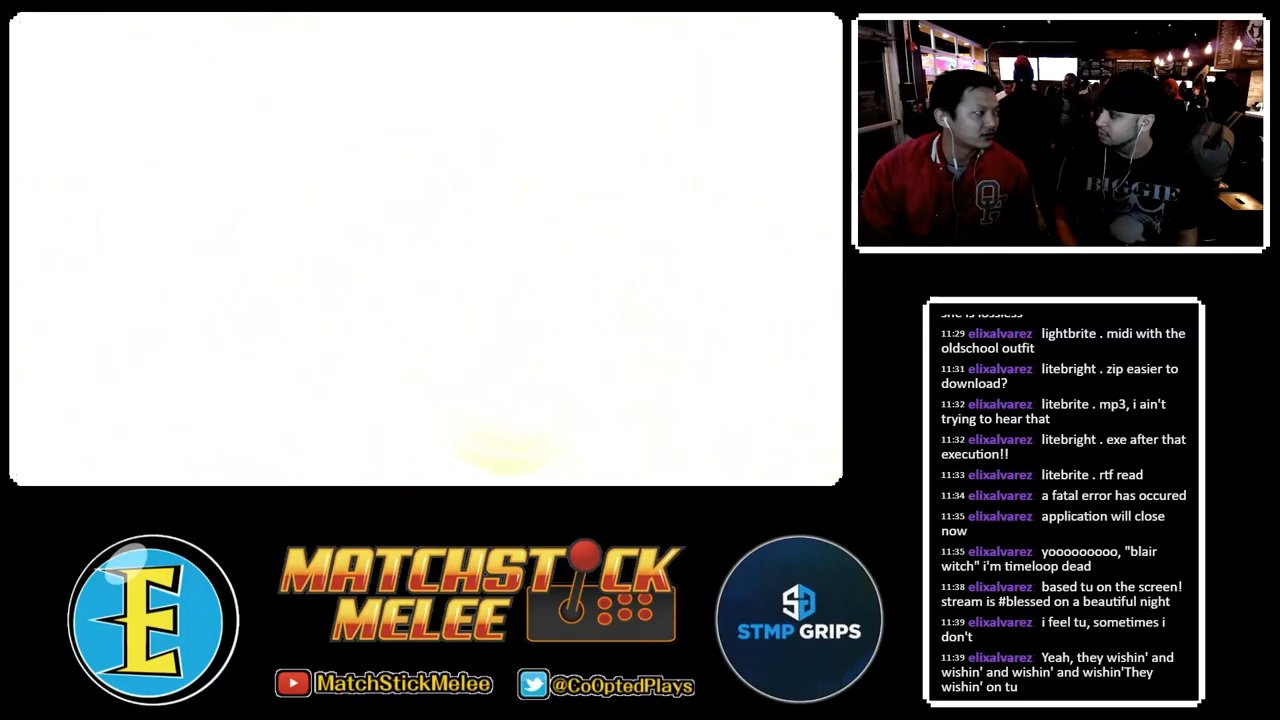 BIGGIE
she is lossless
11:29 elixalvarez lightbrite . midi with the
oldschool outfit
11:31 elixalvarez litebright . zip easier to
download?
11:32 elixalvarez litebrite . mp3, i ain't
trying to hear that
11:32 elixalvarez litebright . exe after that
execution!!
11:33 elixalvarez litebrite . rtf read
11:34 elixalvarez a fatal error has occured
11:35 elixalvarez application will close
now
11:35 elixalvarez yooooooooo, "blair
witch" i'm timeloop dead
11:38 elixalvarez based tu on the screen!
stream is #blessed on a beautiful night
11:39 elixalvarez i feel tu, sometimes i
don't
11:39 elixalvarez Yeah, they wishin' and
wishin' and wishin' and wishin'They
wishin' on tu
E
MATCHSTICK
MELEE
MatchStickMelee
@CoOptedPlays
SG
STMP GRIPS